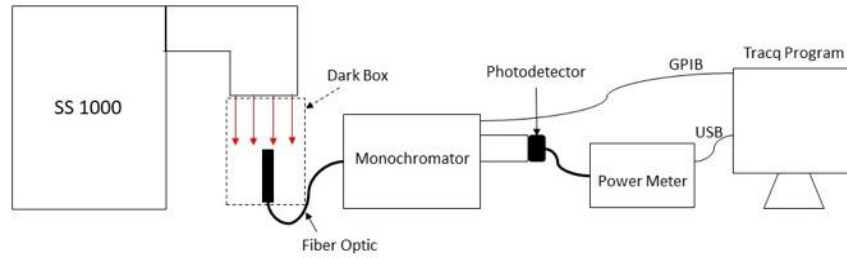 SS 1000
Dark Box
Fiber Optic
Monochromator
Photodetector
Power Meter
GPIB
USB
Tracq Program